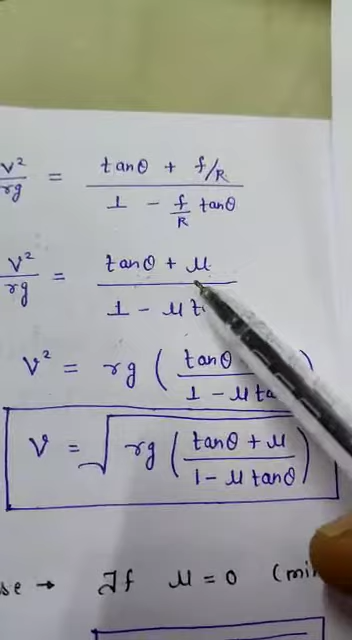 v²/rg = (tanθ + f/R) / (1 - f/R tanθ)
v²/rg = (tanθ + μ) / (1 - μ t
v² = rg ( (tanθ / (1 - μ ta )
v = √ rg ( (tanθ + μ) / (1 - μ tanθ) )
se → If μ = 0 (mi